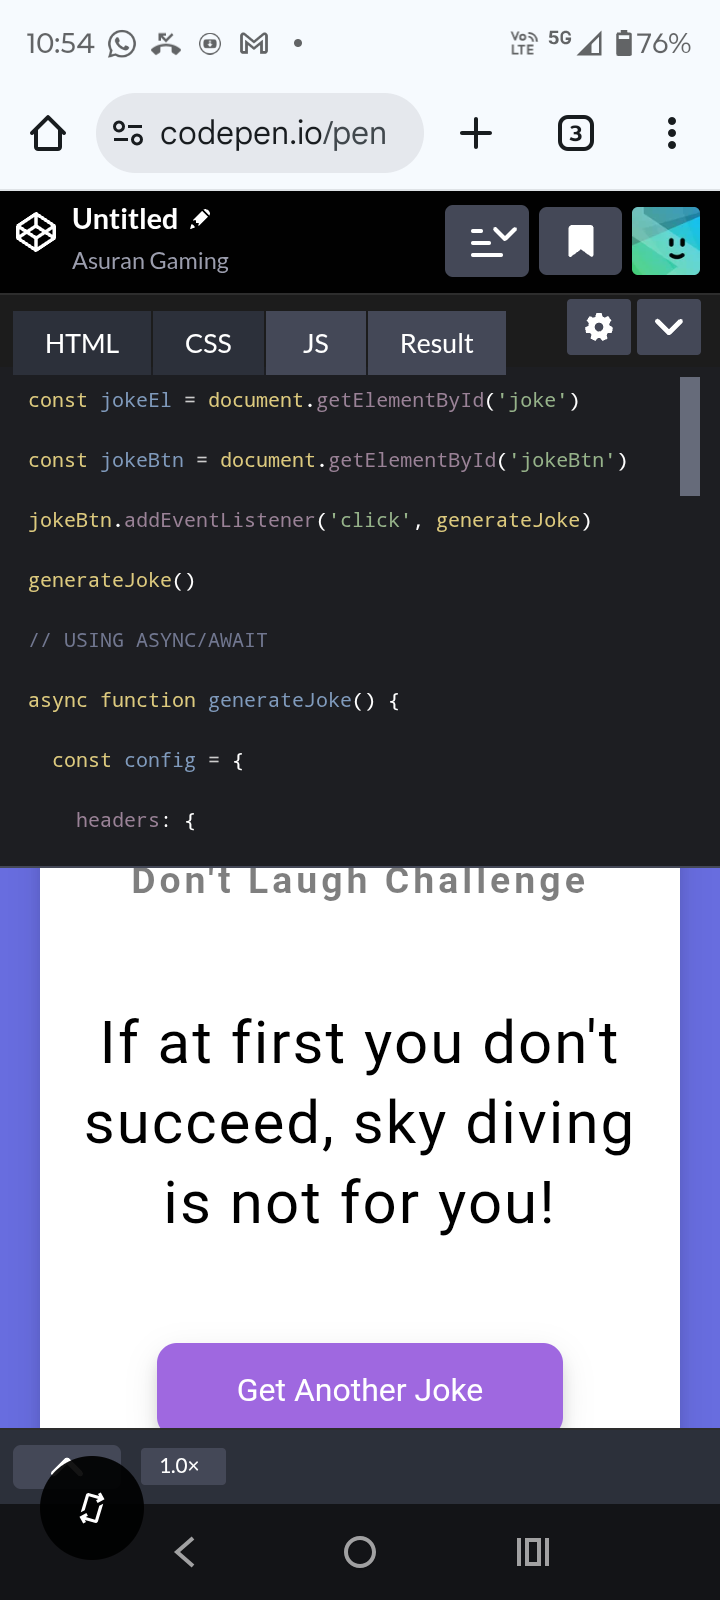 10:54
Vo))
LTE
5G
76%
codepen.io/pen
3
Untitled
Asuran Gaming
HTML CSS JS Result
const jokeEl = document.getElementById('joke')
const jokeBtn = document.getElementById('jokeBtn')
jokeBtn.addEventListener('click', generateJoke)
generateJoke()
// USING ASYNC/AWAIT
async function generateJoke() {
const config = {
headers: {
Don't Laugh Challenge
If at first you don't
succeed, sky diving
is not for you!
Get Another Joke
1.0×